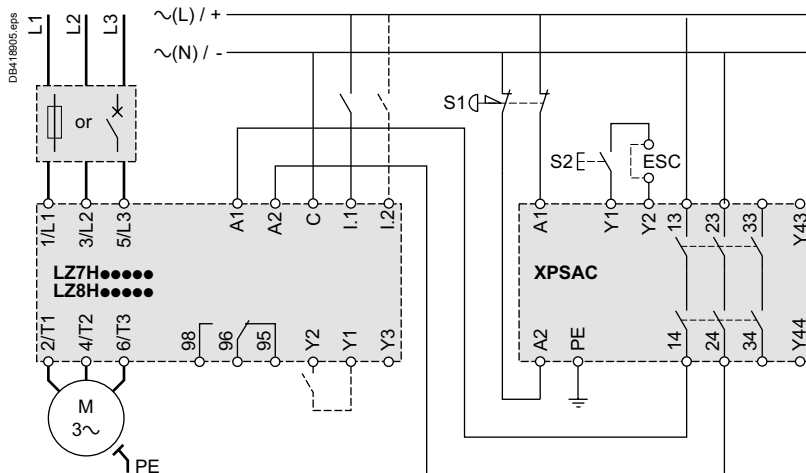 DB418905.eps
L1 L2 L3
~(L) / +
~(N) / -
or
S1
S2
ESC
1/L1 3/L2 5/L3 A1 A2 C I.1 I.2
A1 Y1 Y2 13 23 33 Y43
LZ7H●●●●●
LZ8H●●●●●
XPSAC
2/T1 4/T2 6/T3 98 96 95 Y2 Y1 Y3
A2 PE 14 24 34 Y44
M
3~
PE